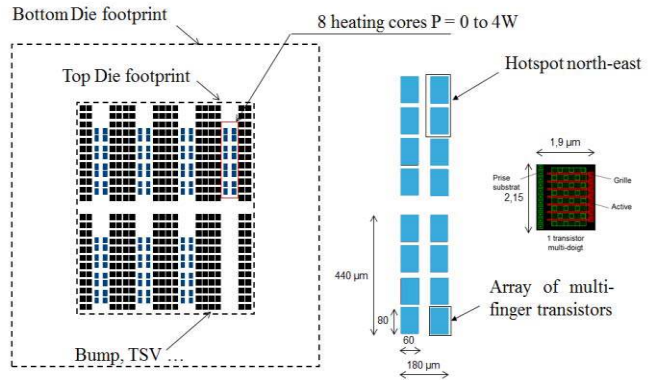 Bottom Die footprint
8 heating cores P = 0 to 4W
Top Die footprint
Hotspot north-east
1,9 µm
Prise
substrat
2,15
Grille
Active
1 transistor
multi-doigt
440 µm
80
60
180 µm
Array of multi-
finger transistors
Bump, TSV ...